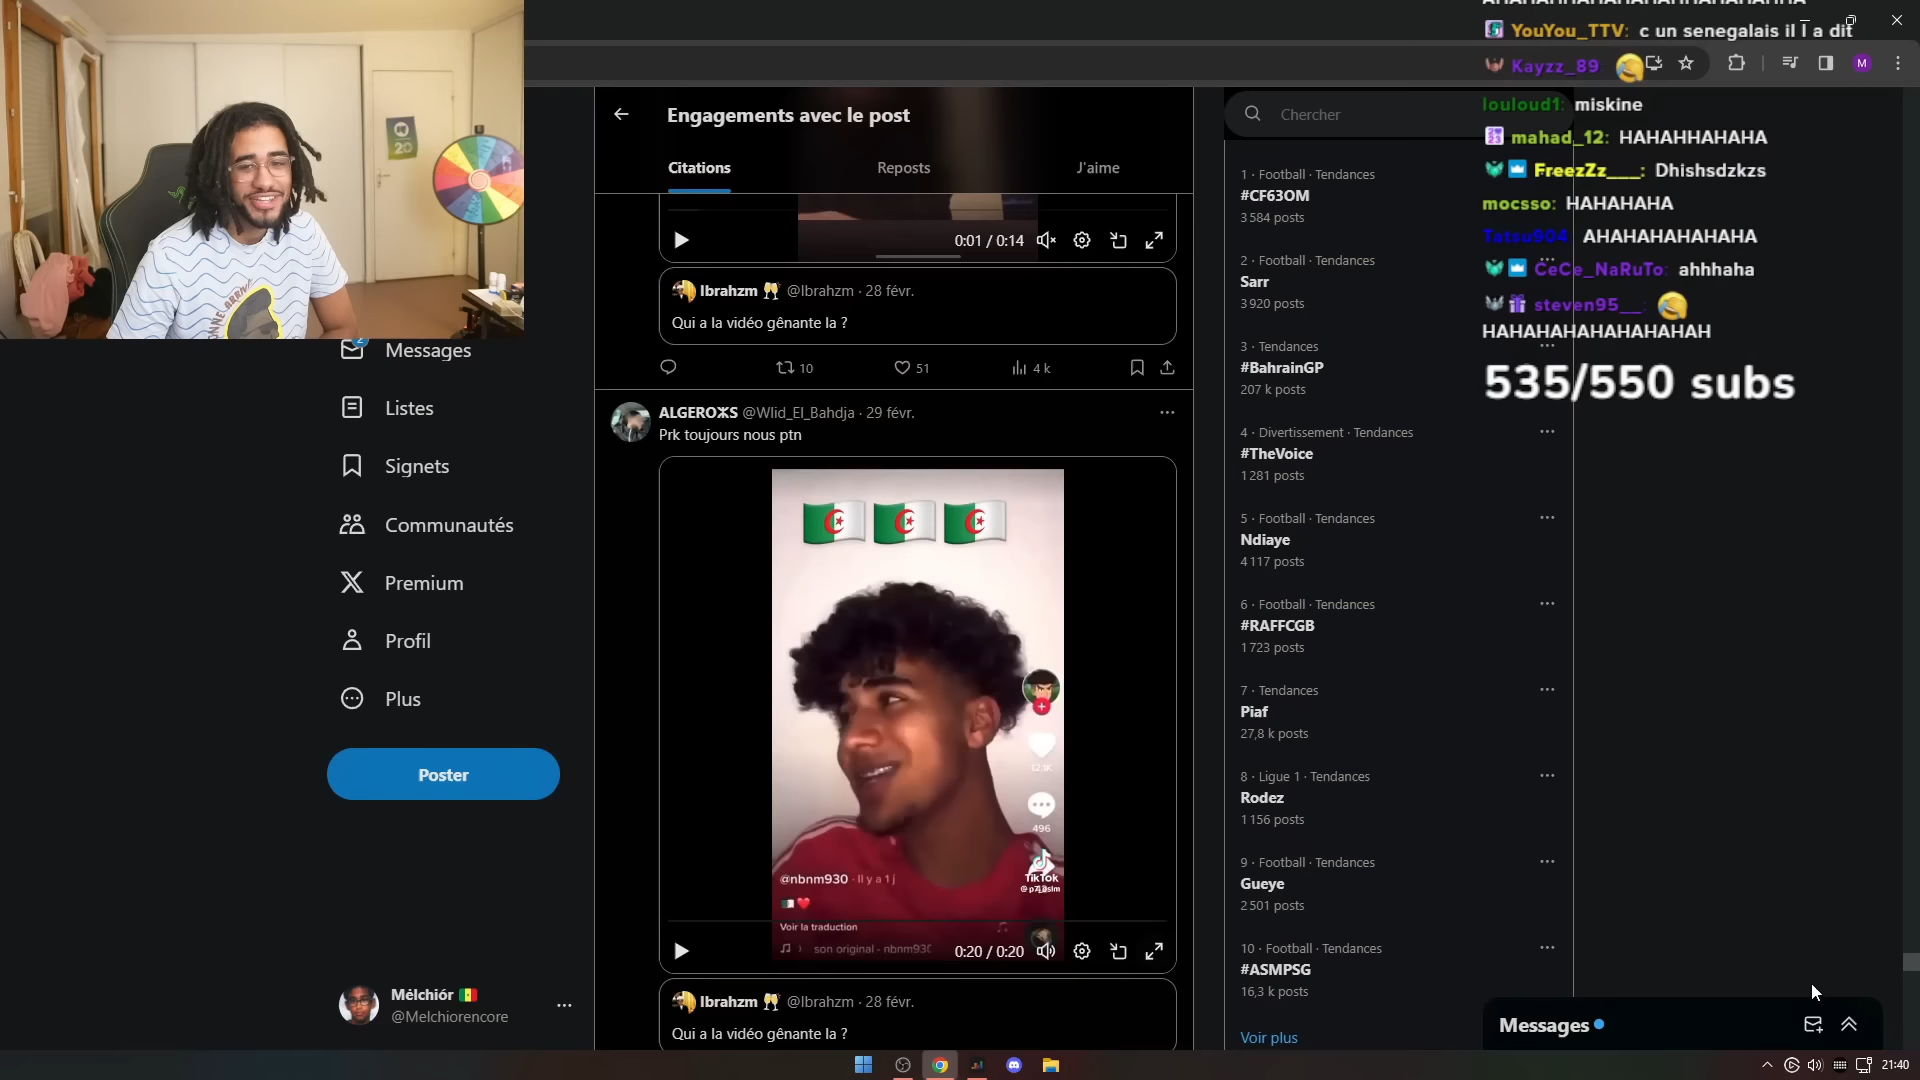 Messages
Listes
Signets
Communautés
Premium
Profil
Plus
Poster
Mélchiór
@Melchiorencore
Engagements avec le post
Citations
Reposts
J'aime
0:01 / 0:14
Ibrahzm @Ibrahzm · 28 févr.
Qui a la vidéo gênante la ?
10
51
4 k
ALGEROЖS @Wlid_El_Bahdja · 29 févr.
Prk toujours nous ptn
496
TikTok
@nbnm930 · Il y a 1 j
Voir la traduction
son original - nbnm930
0:20 / 0:20
Ibrahzm @Ibrahzm · 28 févr.
Qui a la vidéo gênante la ?
Chercher
1 · Football · Tendances
#CF63OM
3 584 posts
2 · Football · Tendances
Sarr
3 920 posts
3 · Tendances
#BahrainGP
207 k posts
4 · Divertissement · Tendances
#TheVoice
1 281 posts
5 · Football · Tendances
Ndiaye
4 117 posts
6 · Football · Tendances
#RAFFCGB
1 723 posts
7 · Tendances
Piaf
27,8 k posts
8 · Ligue 1 · Tendances
Rodez
1 156 posts
9 · Football · Tendances
Gueye
2 501 posts
10 · Football · Tendances
#ASMPSG
16,3 k posts
Voir plus
YouYou_TTV: c un senegalais il l a dit
Kayzz_89
louloud1: miskine
mahad_12: HAHAHHAHAHA
FreezZz___: Dhishsdzkzs
mocsso: HAHAHAHA
Tatsu904 AHAHAHAHAHAHA
CeCe_NaRuTo: ahhhaha
steven95__:
HAHAHAHAHAHAHAHAH
535/550 subs
M
Messages
21:40